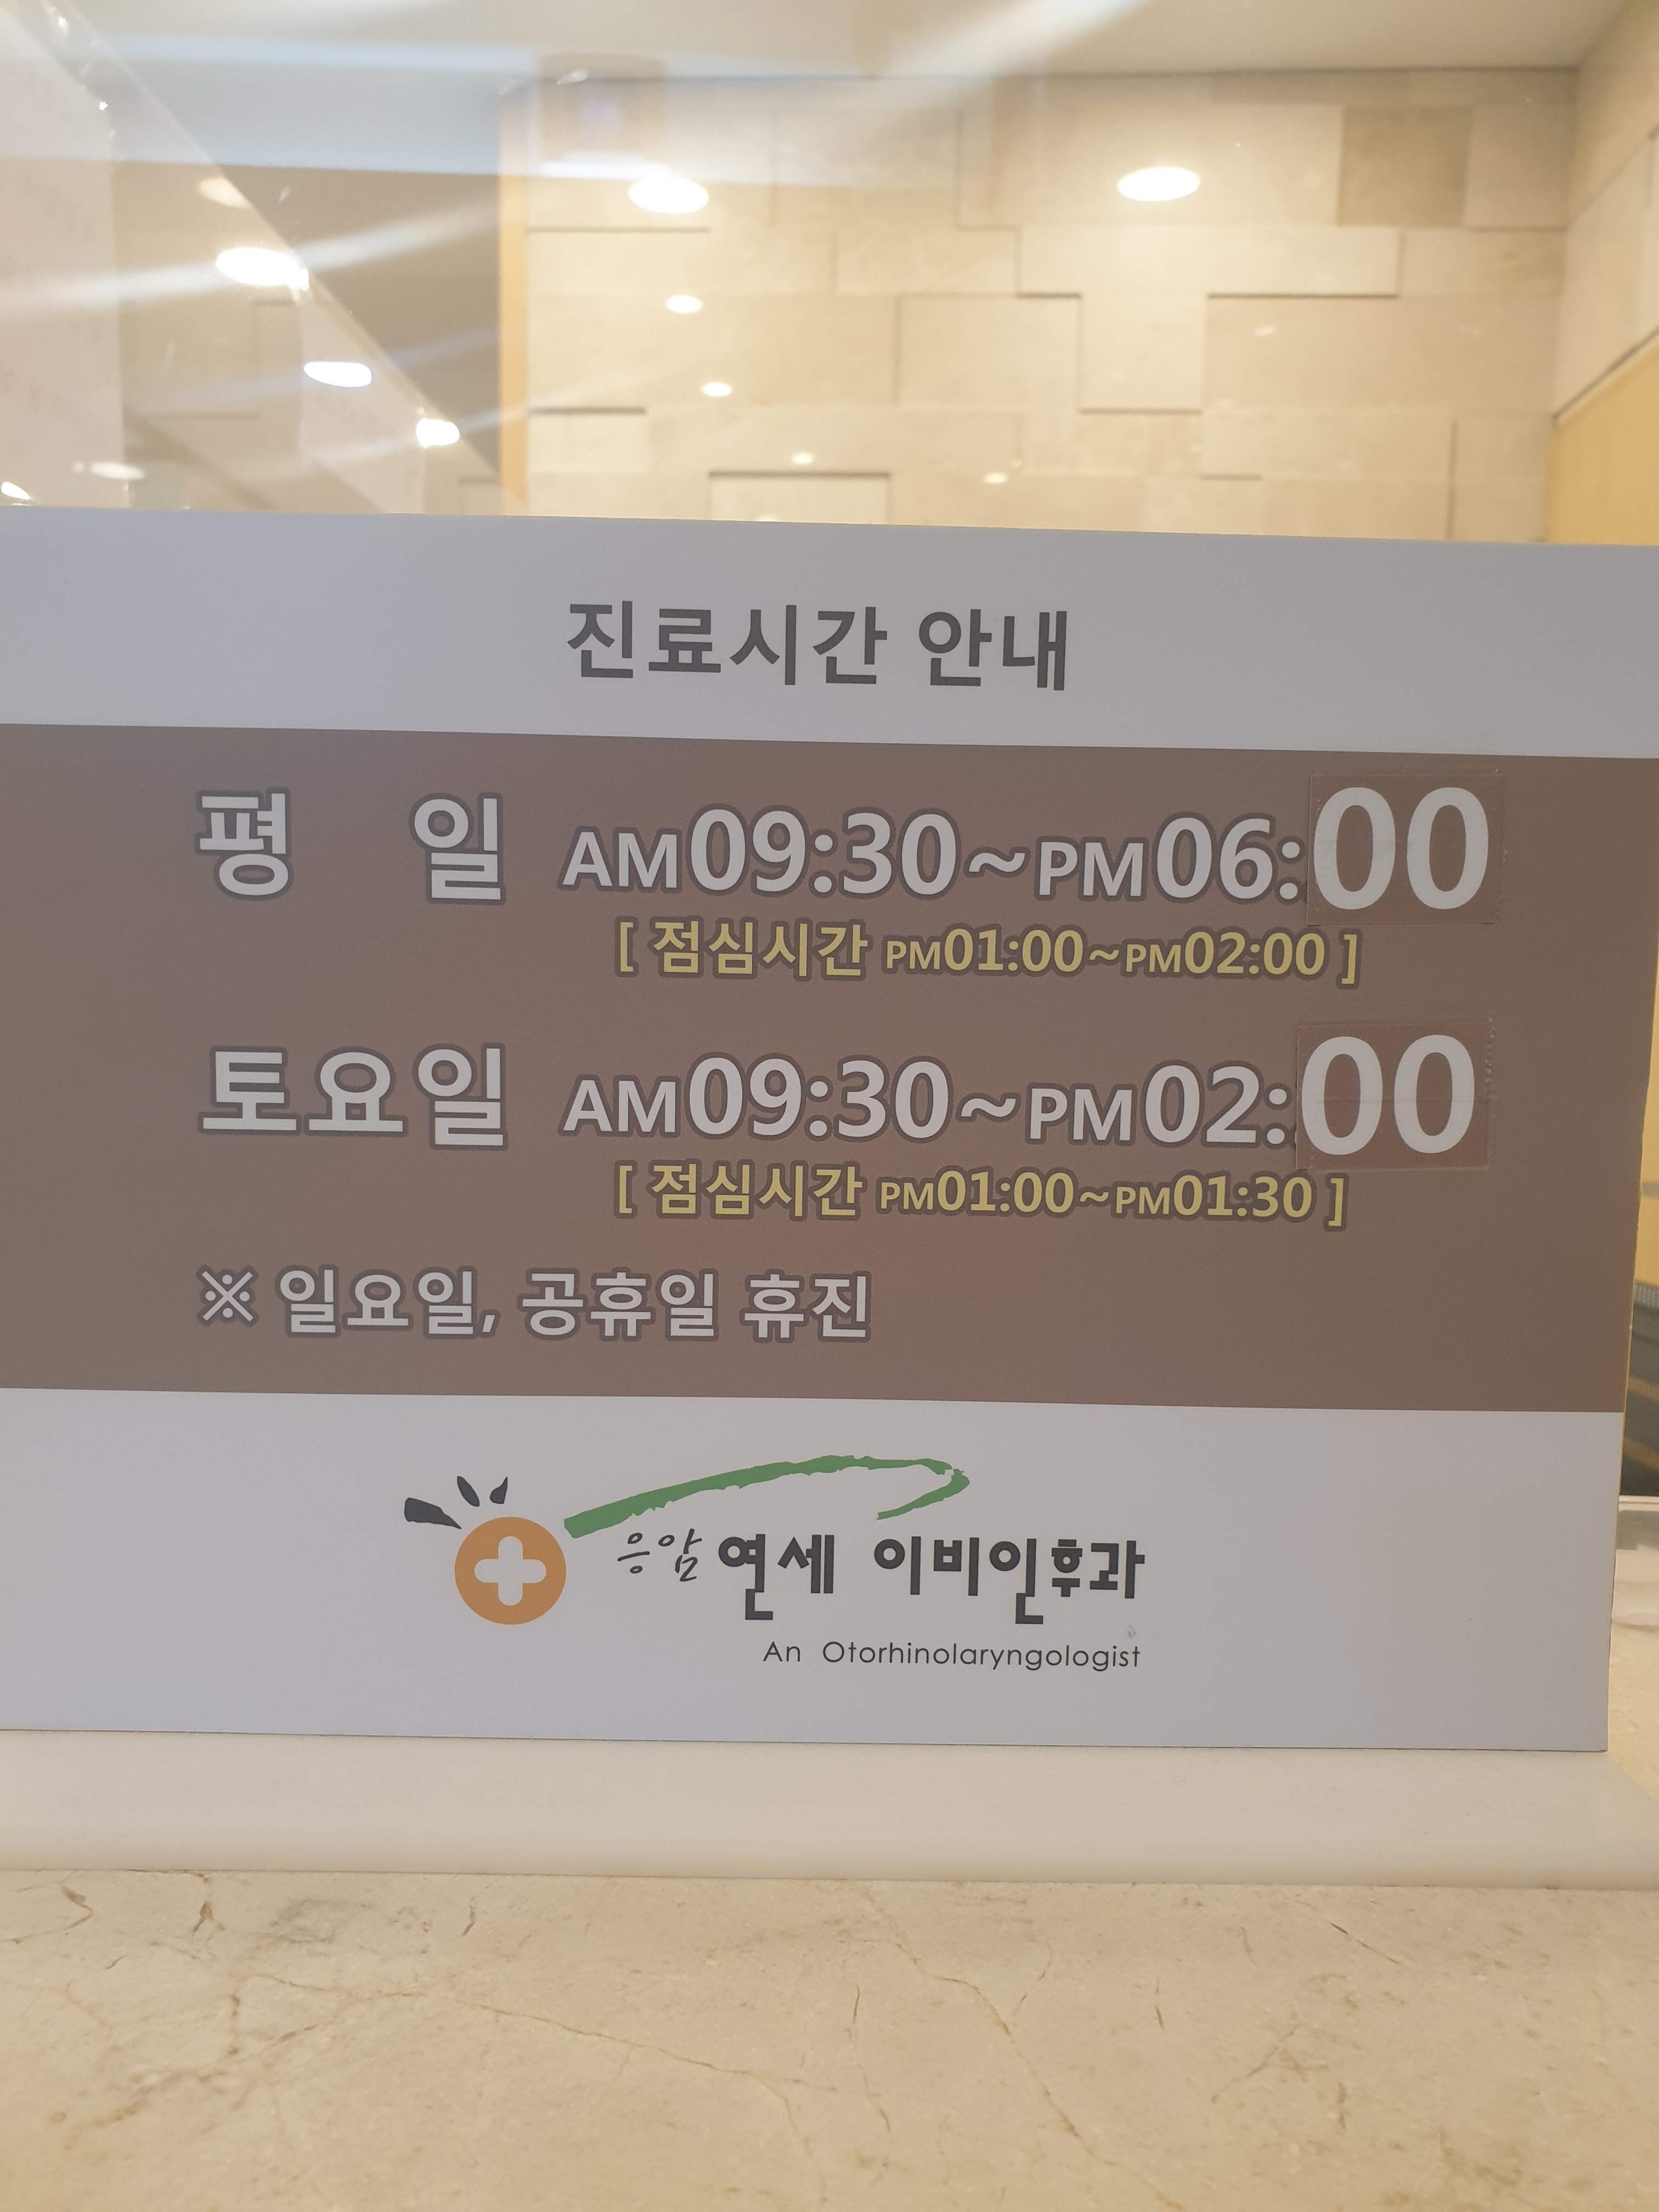 진료시간 안내
평 일 AM09:30~PM06:00
[ 점심시간 PM01:00~PM02:00 ]
토요일 AM09:30~PM02:00
[ 점심시간 PM01:00~PM01:30 ]
※ 일요일, 공휴일 휴진
응암 연세 이비인후과
An Otorhinolaryngologist